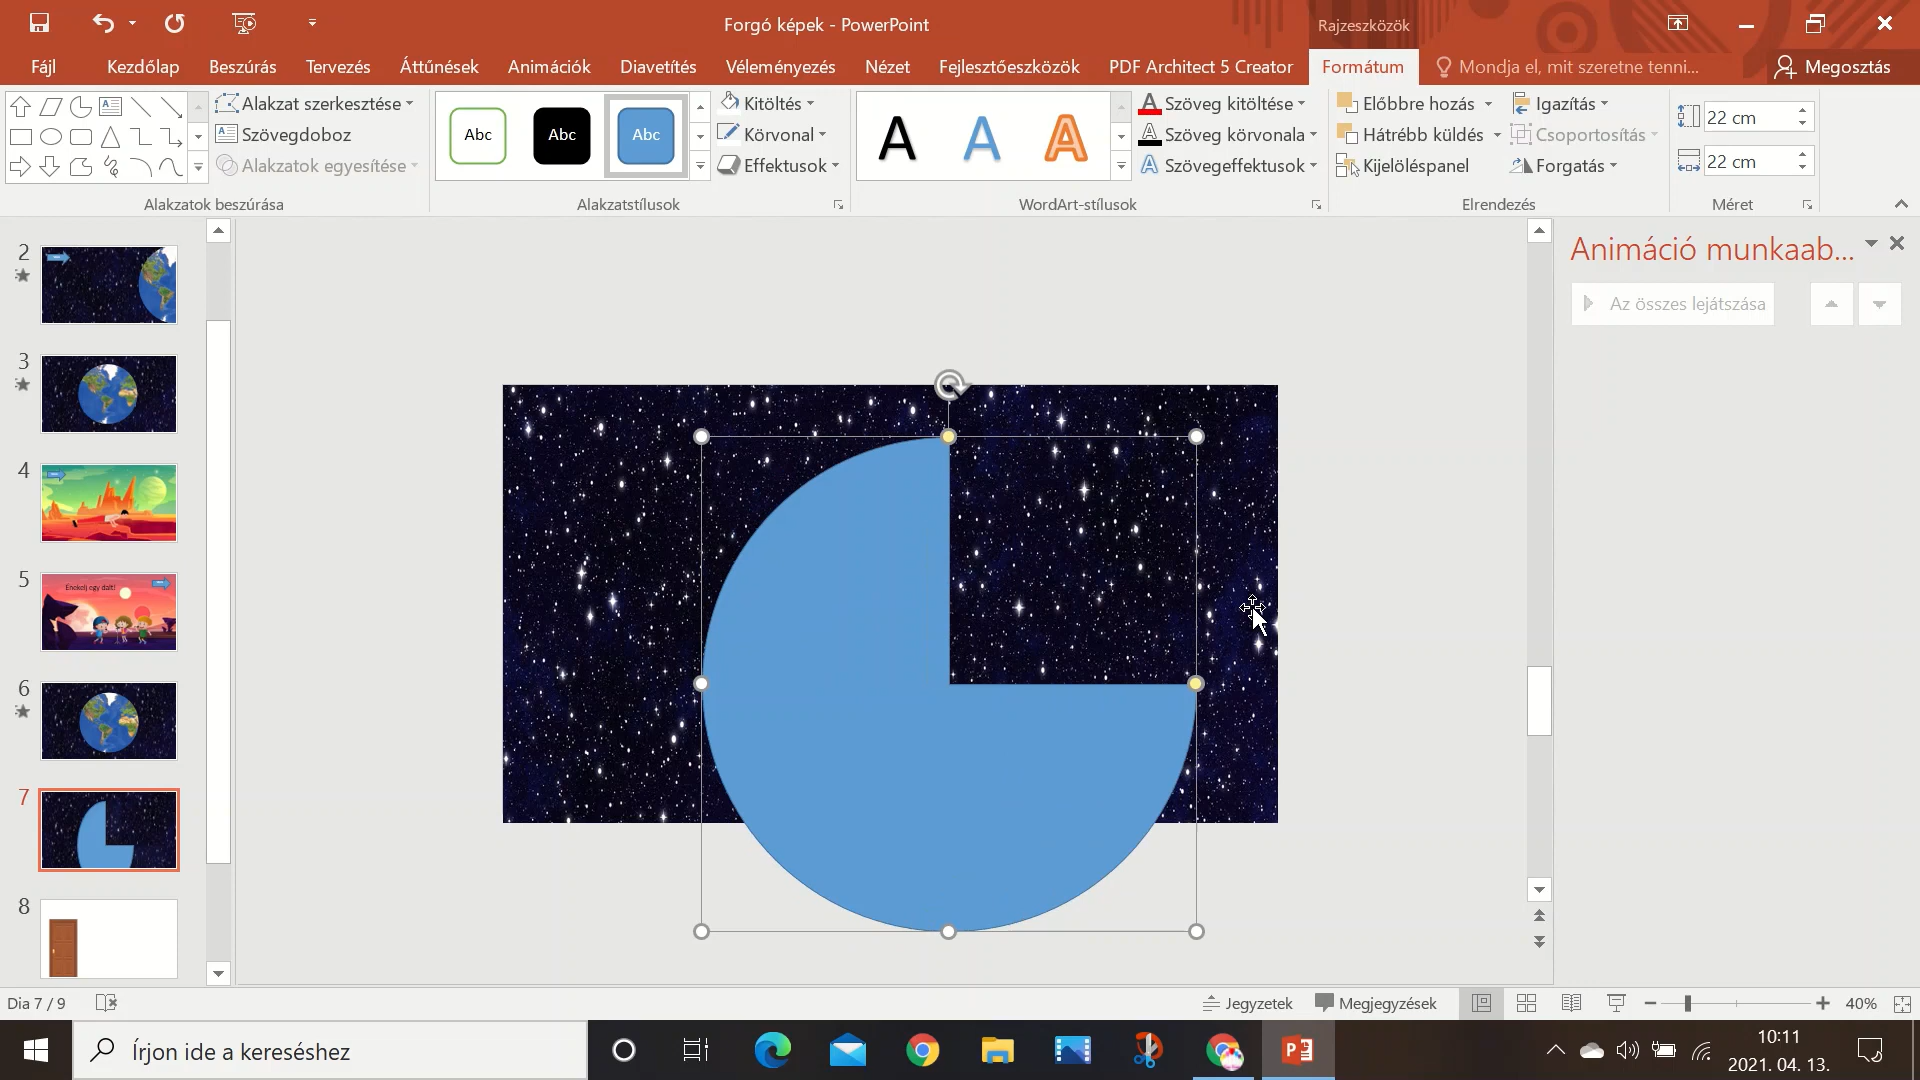 Forgó képek - PowerPoint
Rajzeszközök
Fájl Kezdőlap Beszúrás Tervezés Áttűnések Animációk Diavetítés Véleményezés Nézet Fejlesztőeszközök PDF Architect 5 Creator Formátum Mondja el, mit szeretne tenni... Megosztás
Alakzat szerkesztése
Szövegdoboz
Alakzatok egyesítése
Alakzatok beszúrása
Abc Abc Abc
Kitöltés
Körvonal
Effektusok
Alakzatstílusok
A A A
Szöveg kitöltése
Szöveg körvonala
Szövegeffektusok
WordArt-stílusok
Előbbre hozás
Hátrébb küldés
Kijelöléspanel
Igazítás
Csoportosítás
Forgatás
Elrendezés
22 cm
22 cm
Méret
2
3
4
5
Énekelj egy dalt!
6
7
8
Animáció munkaab...
Az összes lejátszása
Dia 7 / 9
Jegyzetek Megjegyzések 40%
Írjon ide a kereséshez
10:11
2021. 04. 13.